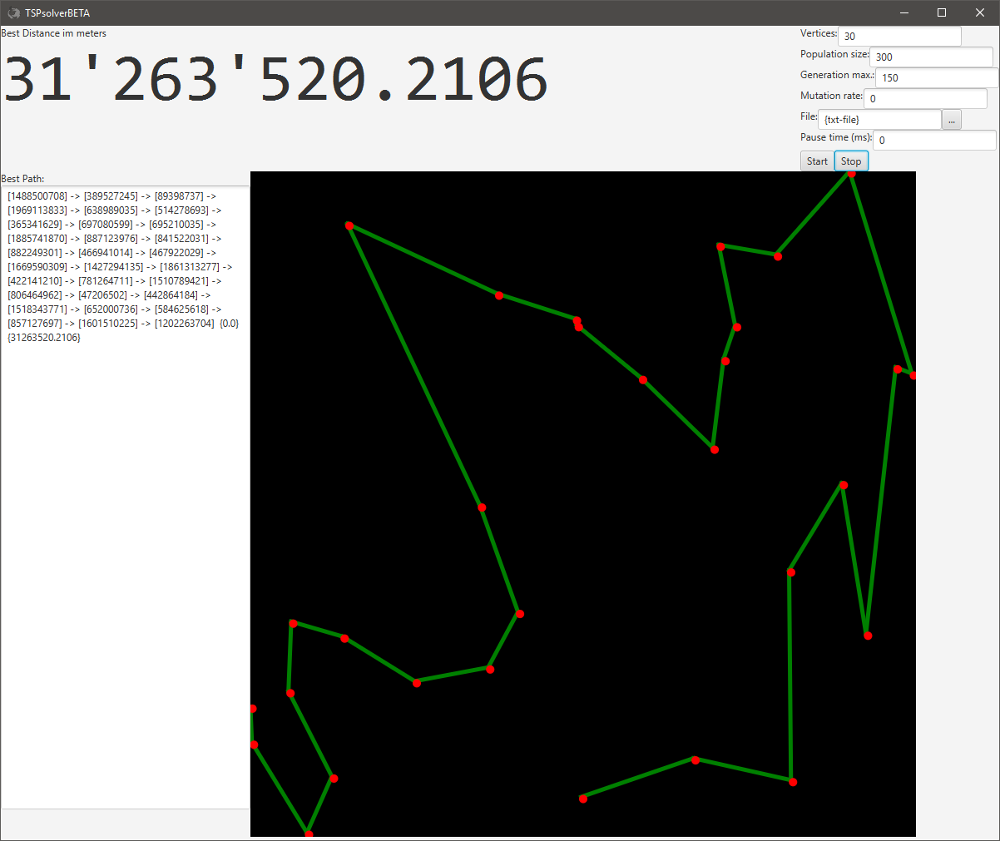 TSPsolverBETA
Best Distance im meters
31'263'520.2106
Vertices: 30
Population size: 300
Generation max.: 150
Mutation rate: 0
File: {txt-file} ...
Pause time (ms): 0
Start Stop
Best Path:
[1488500708] -> [389527245] -> [89398737] ->
[1969113833] -> [638989035] -> [514278693] ->
[365341629] -> [697080599] -> [695210035] ->
[1885741870] -> [887123976] -> [841522031] ->
[882249301] -> [466941014] -> [467922029] ->
[1669590309] -> [1427294135] -> [1861313277] ->
[422141210] -> [781264711] -> [1510789421] ->
[806464962] -> [47206502] -> [442864184] ->
[1518343771] -> [652000736] -> [584625618] ->
[857127697] -> [1601510225] -> [1202263704] {0.0}
{31263520.2106}